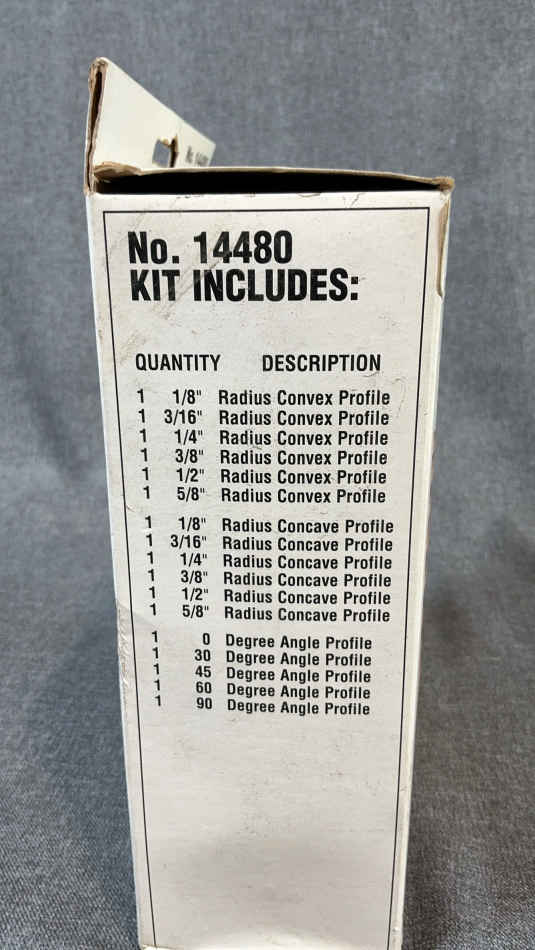 No. 14480
No. 14480
KIT INCLUDES:
QUANTITY DESCRIPTION
1 1/8" Radius Convex Profile
1 3/16" Radius Convex Profile
1 1/4" Radius Convex Profile
1 3/8" Radius Convex Profile
1 1/2" Radius Convex Profile
1 5/8" Radius Convex Profile
1 1/8" Radius Concave Profile
1 3/16" Radius Concave Profile
1 1/4" Radius Concave Profile
1 3/8" Radius Concave Profile
1 1/2" Radius Concave Profile
1 5/8" Radius Concave Profile
1 0 Degree Angle Profile
1 30 Degree Angle Profile
1 45 Degree Angle Profile
1 60 Degree Angle Profile
1 90 Degree Angle Profile